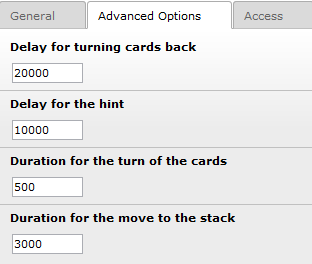 General Advanced Options Access
Delay for turning cards back
20000
Delay for the hint
10000
Duration for the turn of the cards
500
Duration for the move to the stack
3000